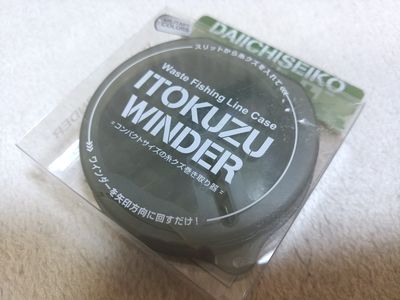 MILITARY
COLORS
DAIICHISEIKO
スリットから糸クズを入れて
Waste Fishing Line Case
ITOKUZU
WINDER
=コンパクトサイズの糸クズ巻き取り器=
ワインダーを矢印方向に回すだけ!